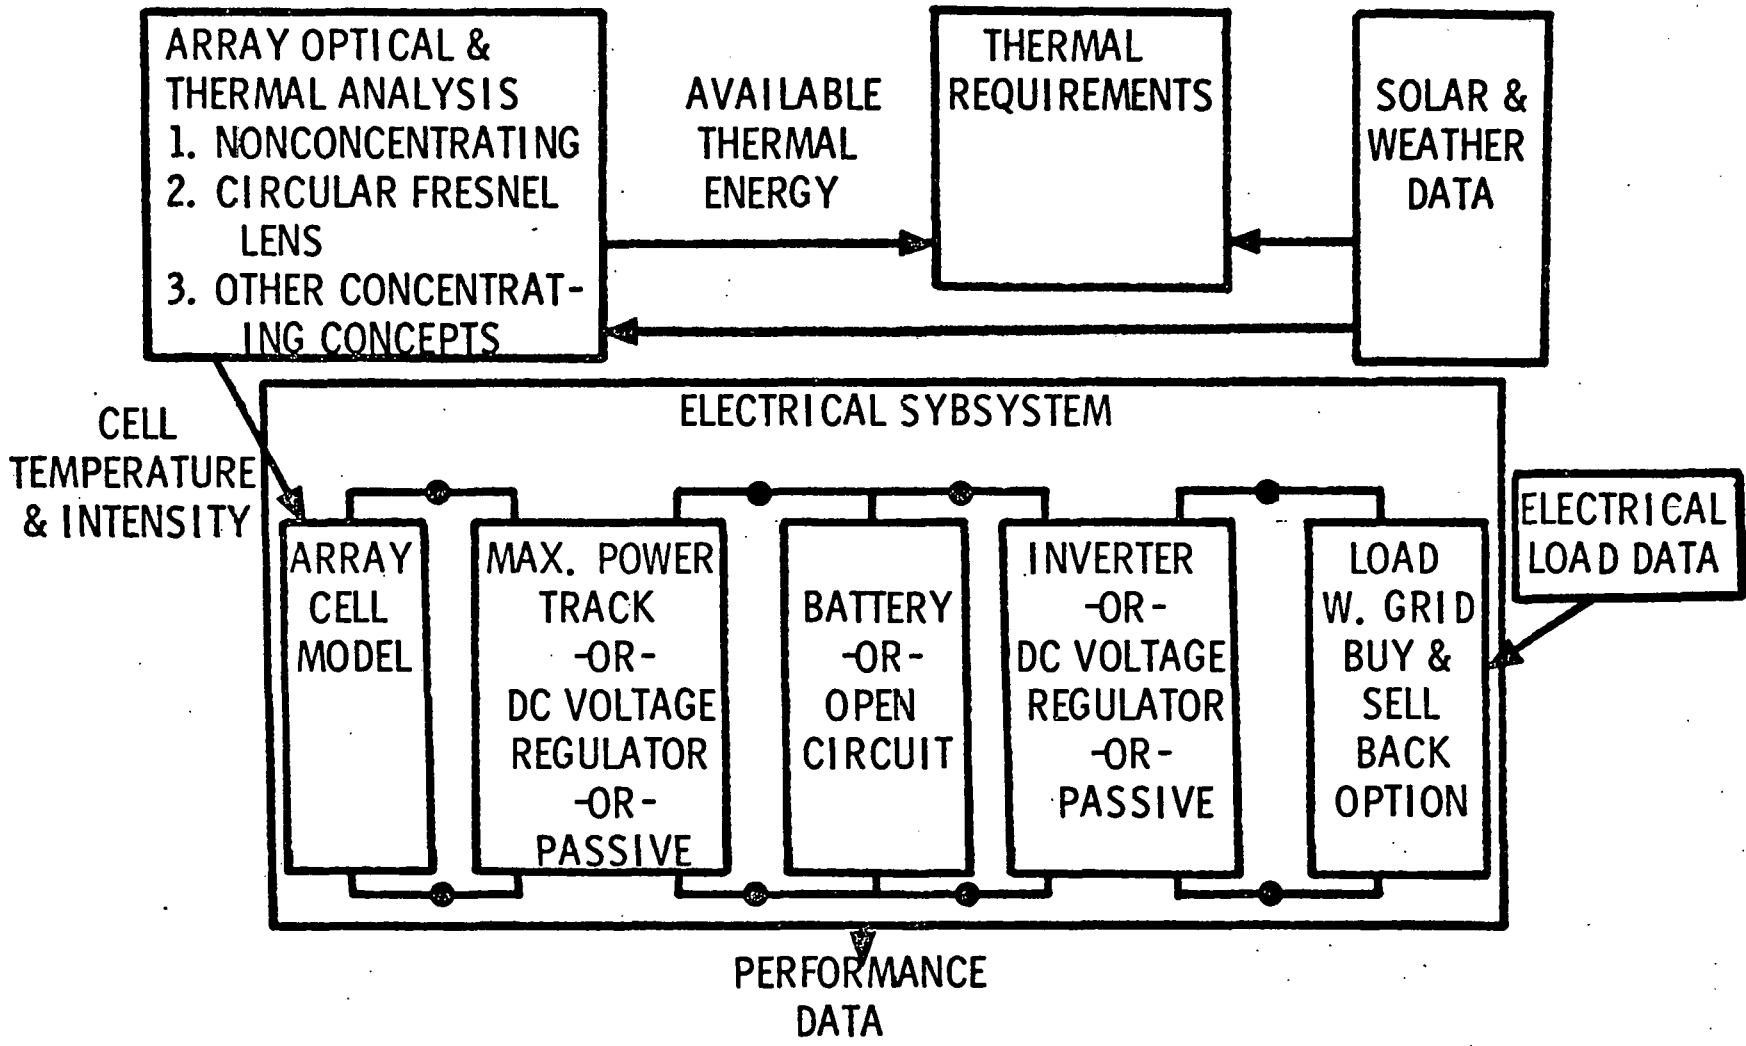 ARRAY OPTICAL &
THERMAL ANALYSIS
1. NONCONCENTRATING
2. CIRCULAR FRESNEL
LENS
3. OTHER CONCENTRAT-
ING CONCEPTS
AVAILABLE
THERMAL
ENERGY
THERMAL
REQUIREMENTS
SOLAR &
WEATHER
DATA
CELL
TEMPERATURE
& INTENSITY
ELECTRICAL SYBSYSTEM
ARRAY
CELL
MODEL
MAX. POWER
TRACK
-OR-
DC VOLTAGE
REGULATOR
-OR-
PASSIVE
BATTERY
-OR-
OPEN
CIRCUIT
INVERTER
-OR-
DC VOLTAGE
REGULATOR
-OR-
PASSIVE
LOAD
W. GRID
BUY &
SELL
BACK
OPTION
ELECTRICAL
LOAD DATA
PERFORMANCE
DATA